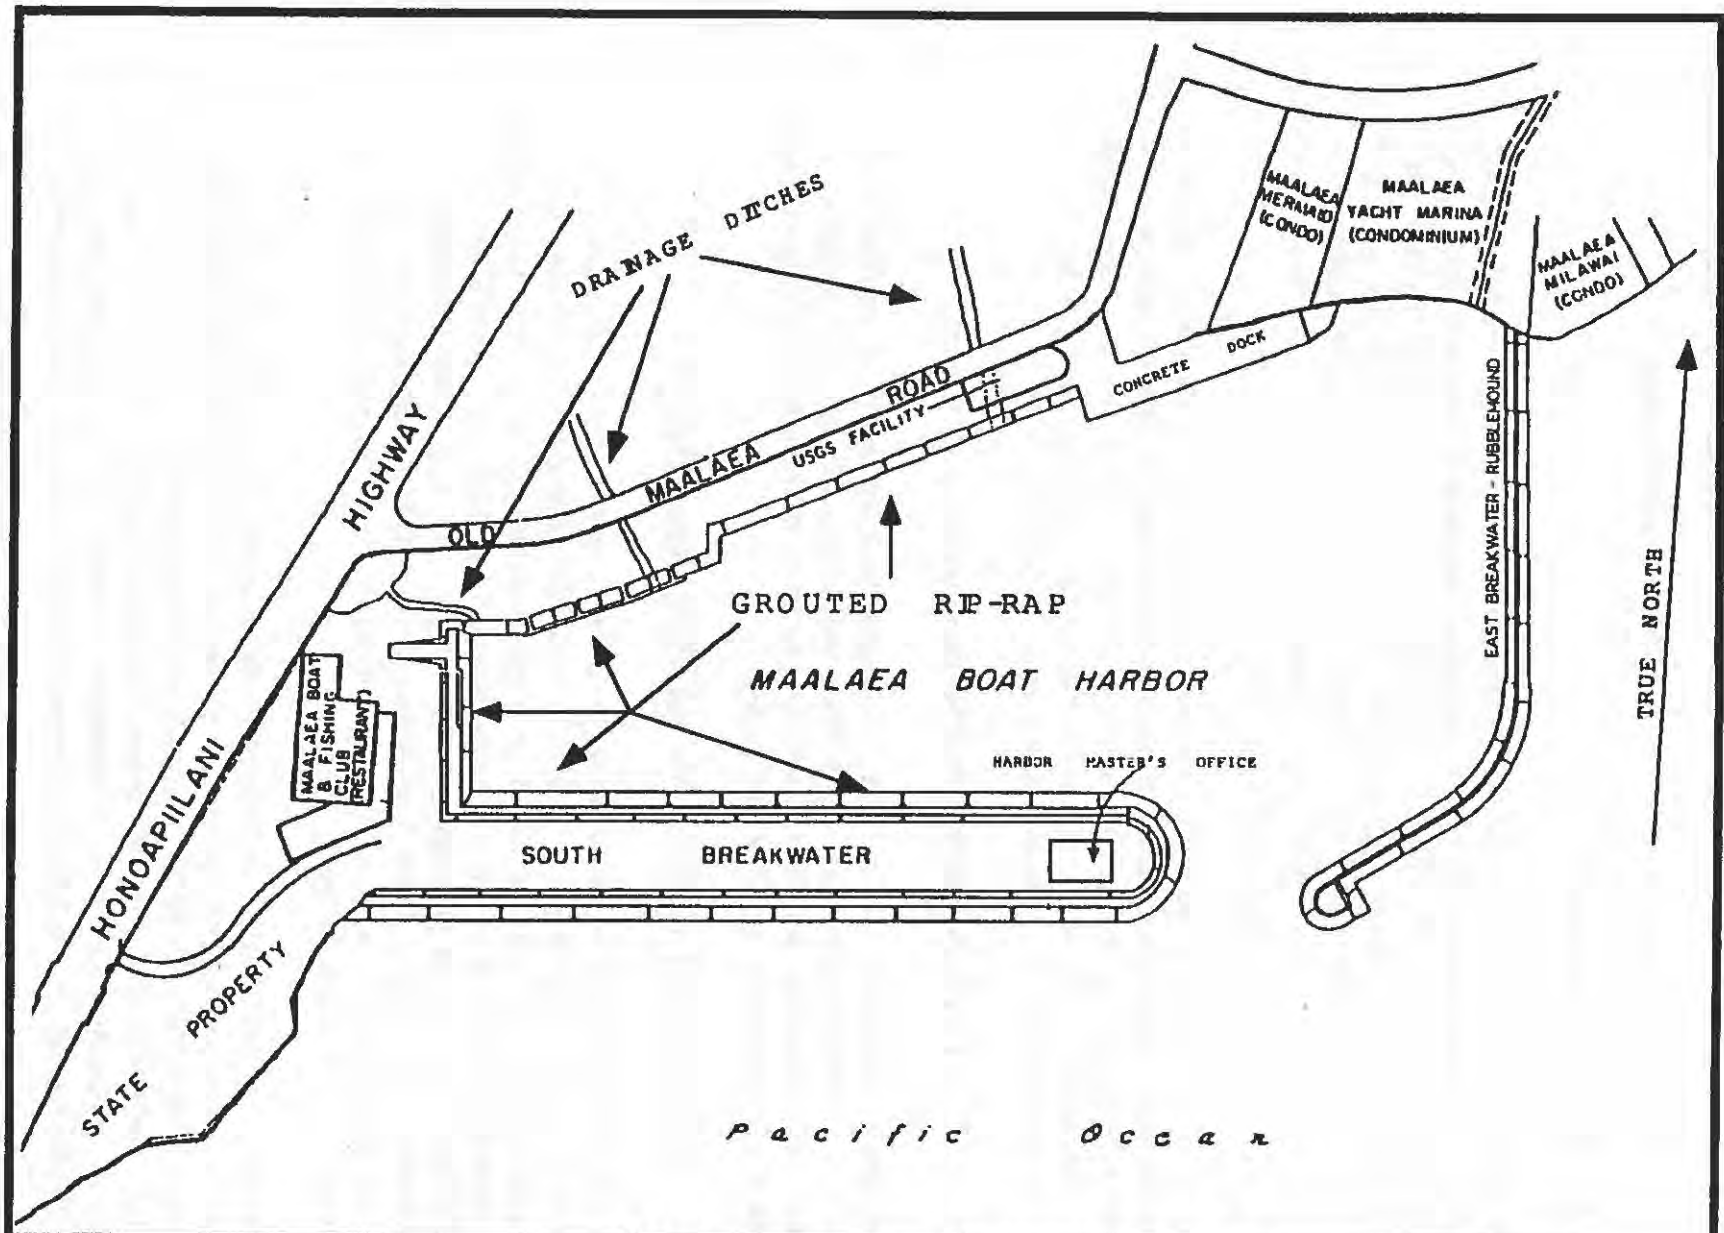 DRAINAGE DITCHES
MAALAEA
MERMAID
(CONDO)
MAALAEA
YACHT MARINA
(CONDOMINIUM)
MAALAEA
MILAWAI
(CONDO)
HONOAPIILANI HIGHWAY
OLD MAALAEA ROAD
USGS FACILITY
CONCRETE DOCK
EAST BREAKWATER - RUBBLEMOUND
TRUE NORTH
GROUTED RIP-RAP
MAALAEA BOAT HARBOR
MAALAEA BOAT
& FISHING
CLUB
(RESTAURANT)
HARBOR MASTER'S OFFICE
SOUTH BREAKWATER
STATE PROPERTY
Pacific Ocean